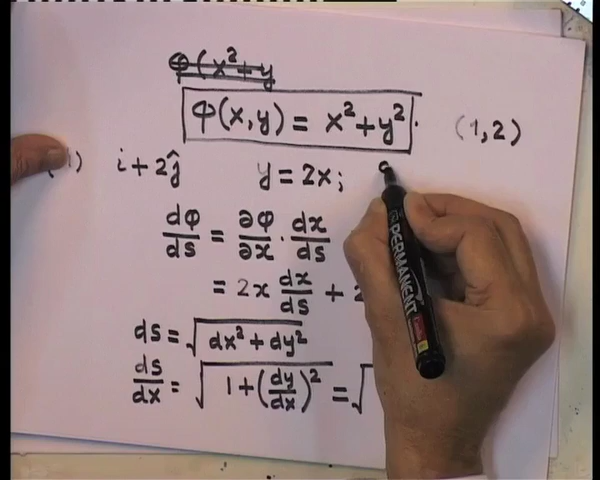 φ(x²+y
φ(x,y) = x²+y². (1,2)
i + 2ĵ y = 2x;
dφ/ds = ∂φ/∂x · dx/ds
= 2x dx/ds + 2
ds = √(dx²+dy²)
ds/dx = √(1+(dy/dx)²) = √
PERMANENT